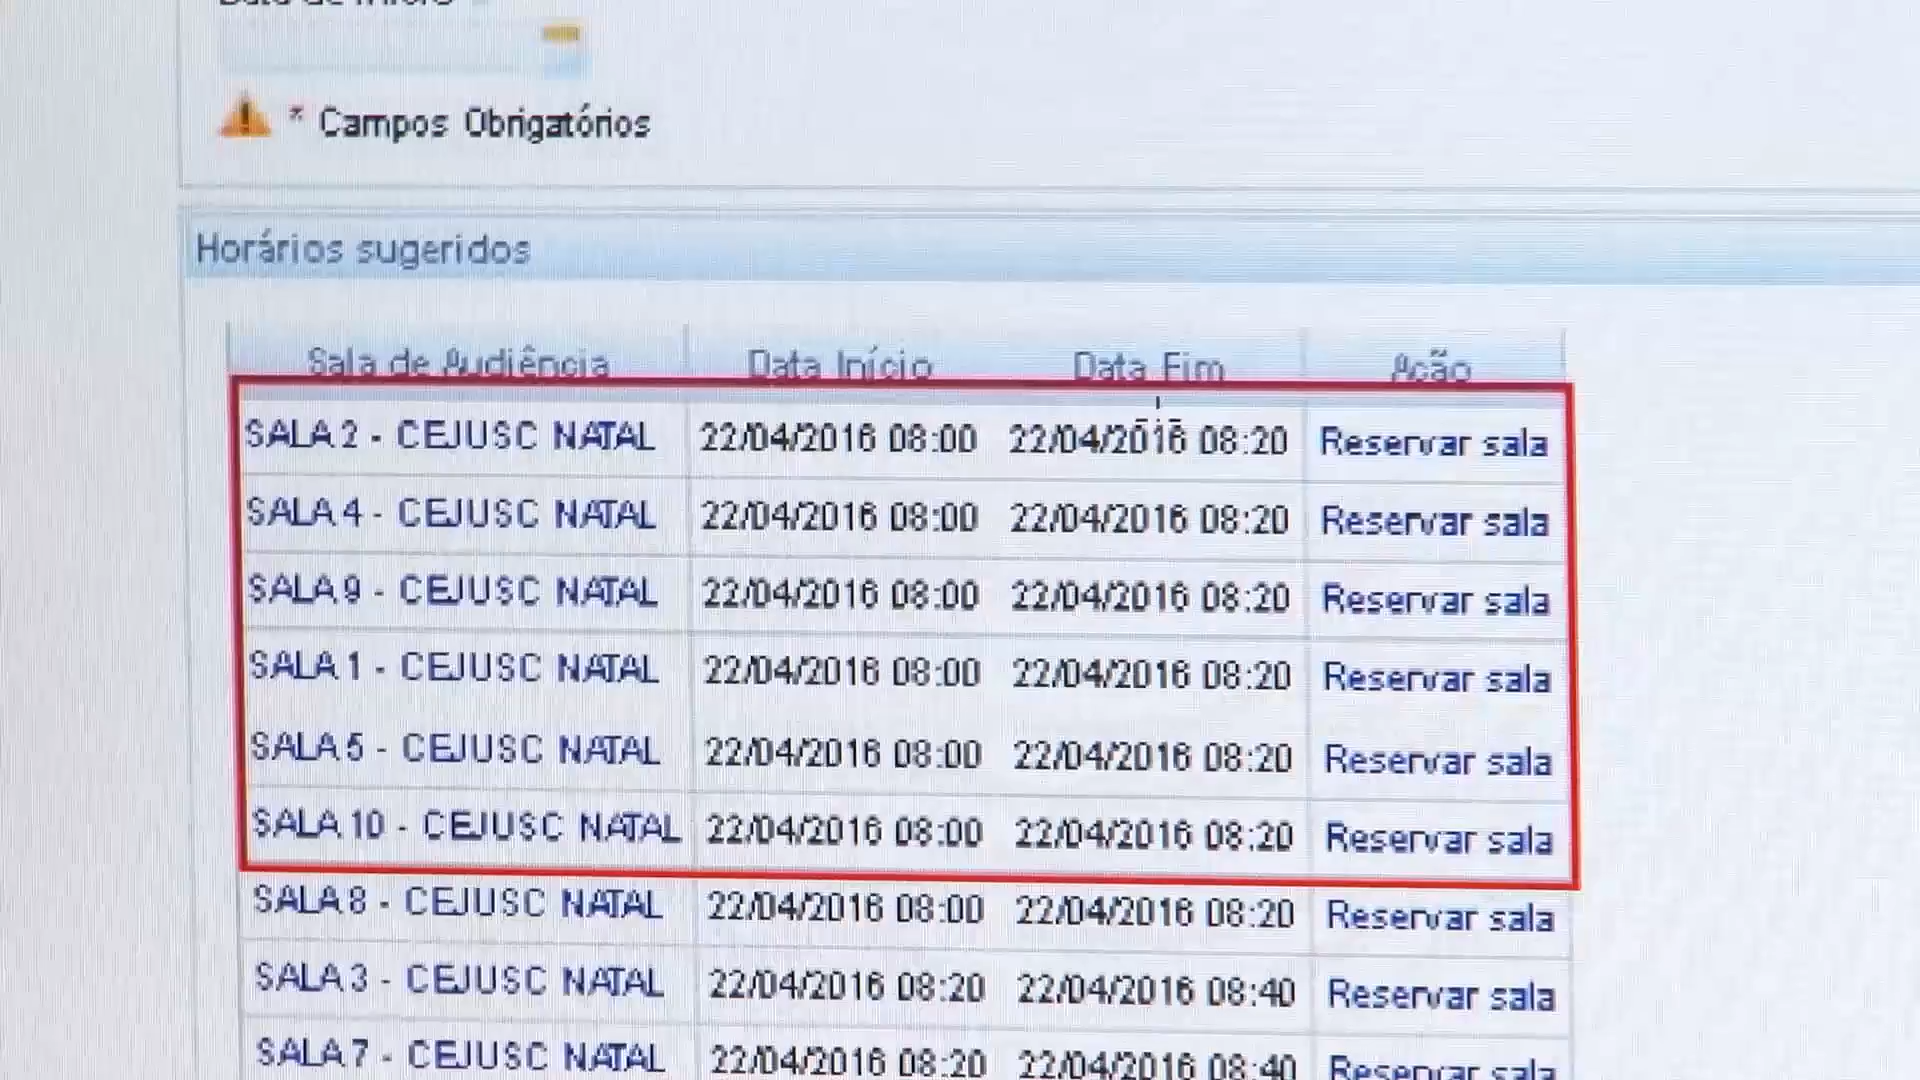 * Campos Obrigatórios
Horários sugeridos
Sala de Audiência Data Início Data Fim Ação
SALA 2 - CEJUSC NATAL 22/04/2016 08:00 22/04/2016 08:20 Reservar sala
SALA 4 - CEJUSC NATAL 22/04/2016 08:00 22/04/2016 08:20 Reservar sala
SALA 9 - CEJUSC NATAL 22/04/2016 08:00 22/04/2016 08:20 Reservar sala
SALA 1 - CEJUSC NATAL 22/04/2016 08:00 22/04/2016 08:20 Reservar sala
SALA 5 - CEJUSC NATAL 22/04/2016 08:00 22/04/2016 08:20 Reservar sala
SALA 10 - CEJUSC NATAL 22/04/2016 08:00 22/04/2016 08:20 Reservar sala
SALA 8 - CEJUSC NATAL 22/04/2016 08:00 22/04/2016 08:20 Reservar sala
SALA 3 - CEJUSC NATAL 22/04/2016 08:20 22/04/2016 08:40 Reservar sala
SALA 7 - CEJUSC NATAL 22/04/2016 08:20 22/04/2016 08:40 Reservar sala